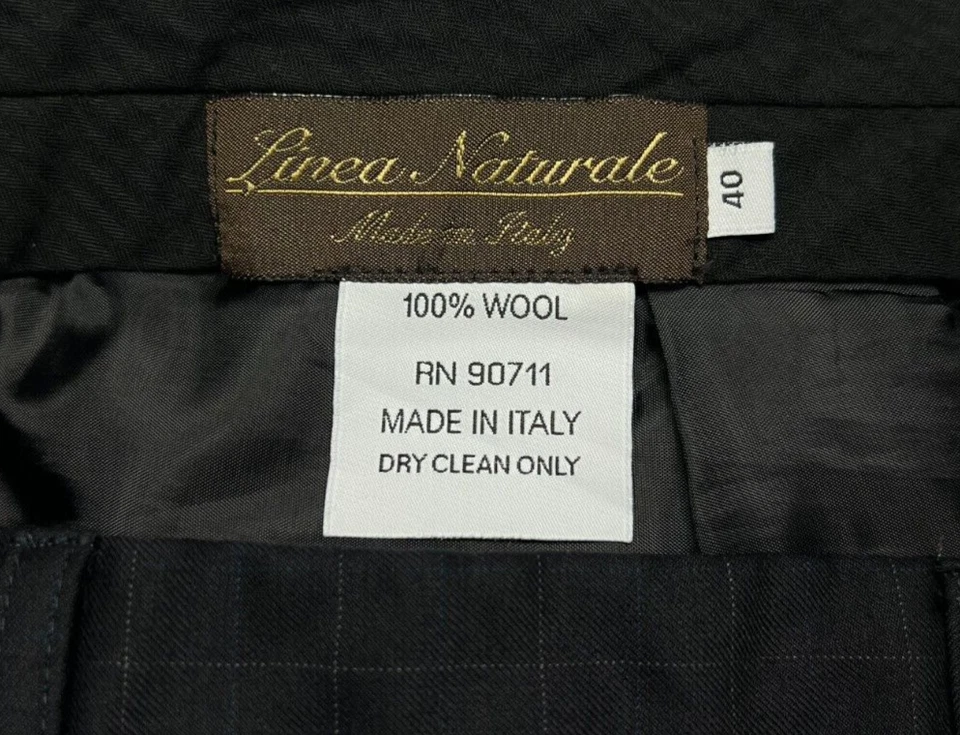 Linea Naturale
Made in Italy
40
100% WOOL
RN 90711
MADE IN ITALY
DRY CLEAN ONLY